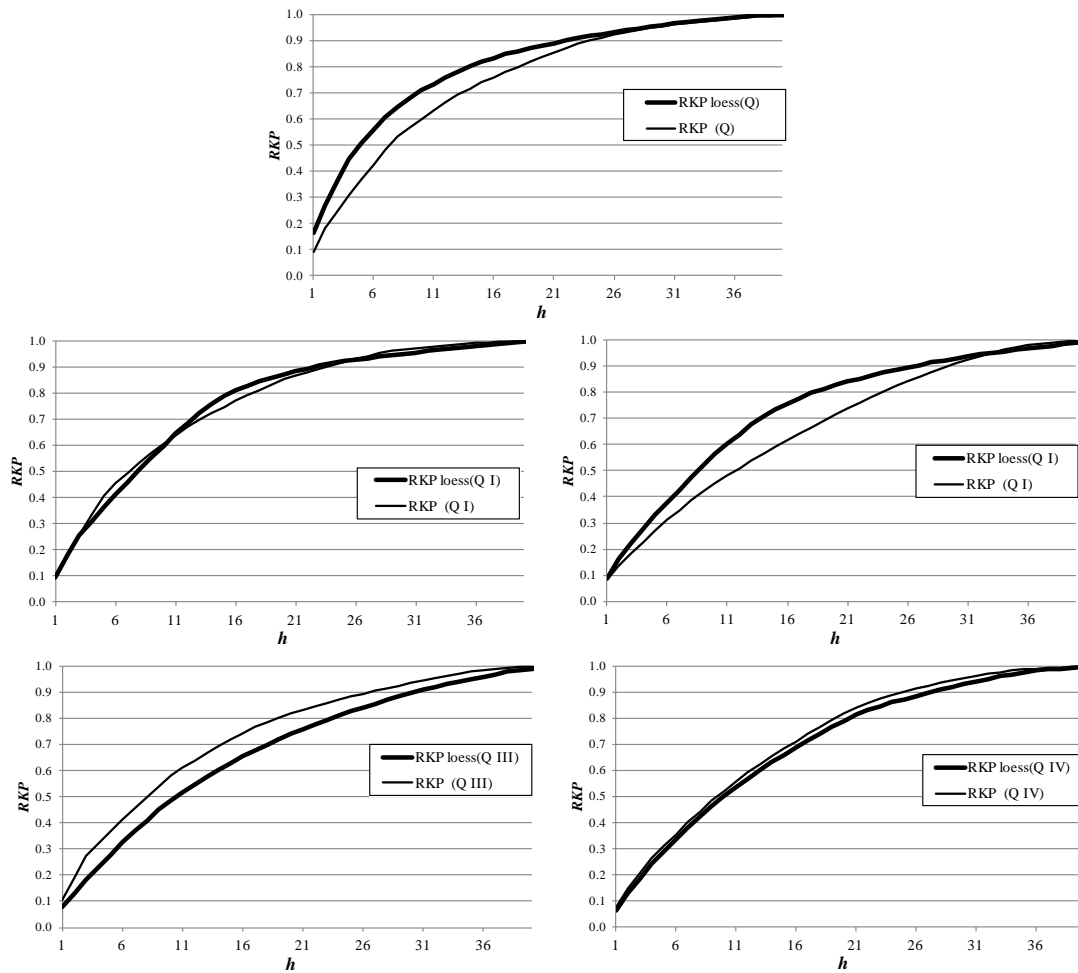 1.0
0.9
0.8
0.7
0.6
0.5
0.4
0.3
0.2
0.1
0.0
RKP
RKP loess(Q)
RKP (Q)
1 6 11 16 21 26 31 36
h
1.0
0.9
0.8
0.7
0.6
0.5
0.4
0.3
0.2
0.1
0.0
RKP
RKP loess(Q I)
RKP (Q I)
1 6 11 16 21 26 31 36
h
1.0
0.9
0.8
0.7
0.6
0.5
0.4
0.3
0.2
0.1
0.0
RKP
RKP loess(Q I)
RKP (Q I)
1 6 11 16 21 26 31 36
h
1.0
0.9
0.8
0.7
0.6
0.5
0.4
0.3
0.2
0.1
0.0
RKP
RKP loess(Q III)
RKP (Q III)
1 6 11 16 21 26 31 36
h
1.0
0.9
0.8
0.7
0.6
0.5
0.4
0.3
0.2
0.1
0.0
RKP
RKP loess(Q IV)
RKP (Q IV)
1 6 11 16 21 26 31 36
h